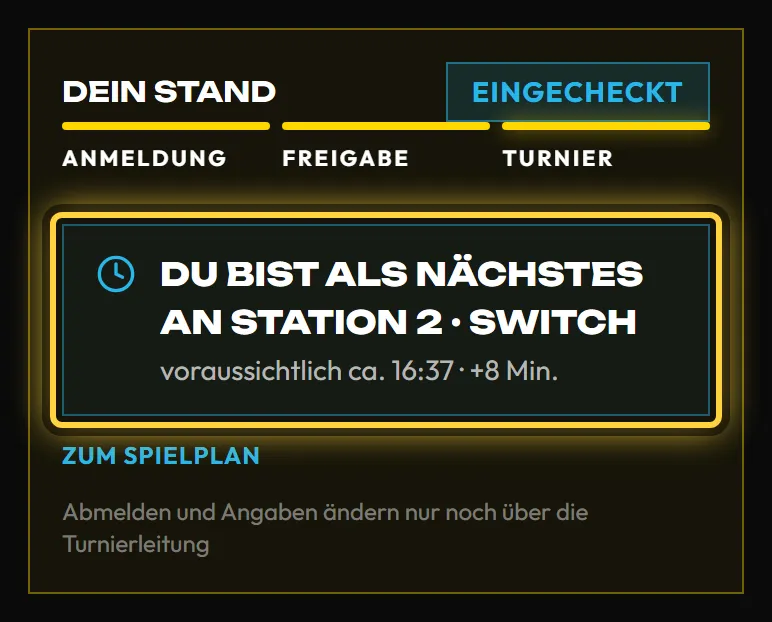 DEIN STAND
EINGECHECKT
ANMELDUNG
FREIGABE
TURNIER
DU BIST ALS NÄCHSTES
AN STATION 2 · SWITCH
voraussichtlich ca. 16:37 · +8 Min.
ZUM SPIELPLAN
Abmelden und Angaben ändern nur noch über die
Turnierleitung